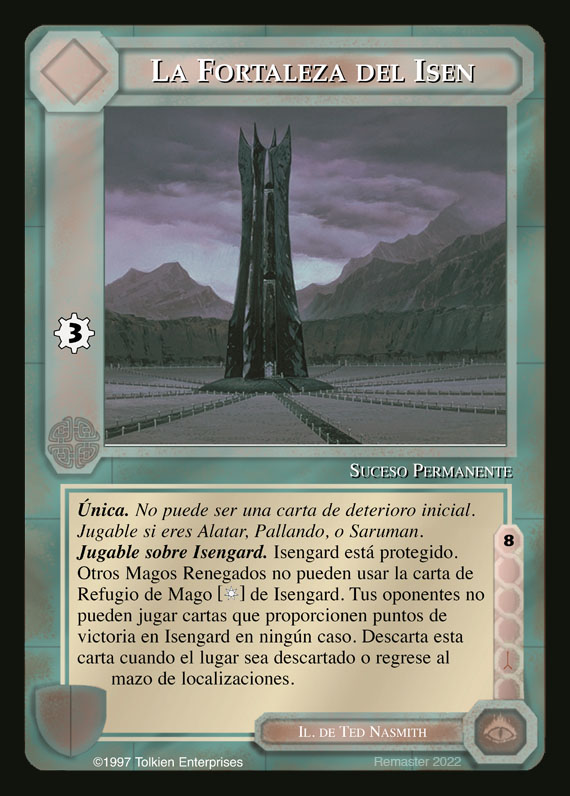 La Fortaleza del Isen
3
Suceso Permanente
Única. No puede ser una carta de deterioro inicial.
Jugable si eres Alatar, Pallando, o Saruman.
Jugable sobre Isengard. Isengard está protegido.
Otros Magos Renegados no pueden usar la carta de
Refugio de Mago [☼] de Isengard. Tus oponentes no
pueden jugar cartas que proporcionen puntos de
victoria en Isengard en ningún caso. Descarta esta
carta cuando el lugar sea descartado o regrese al
mazo de localizaciones.
8
Il. de Ted Nasmith
©1997 Tolkien Enterprises
Remaster 2022